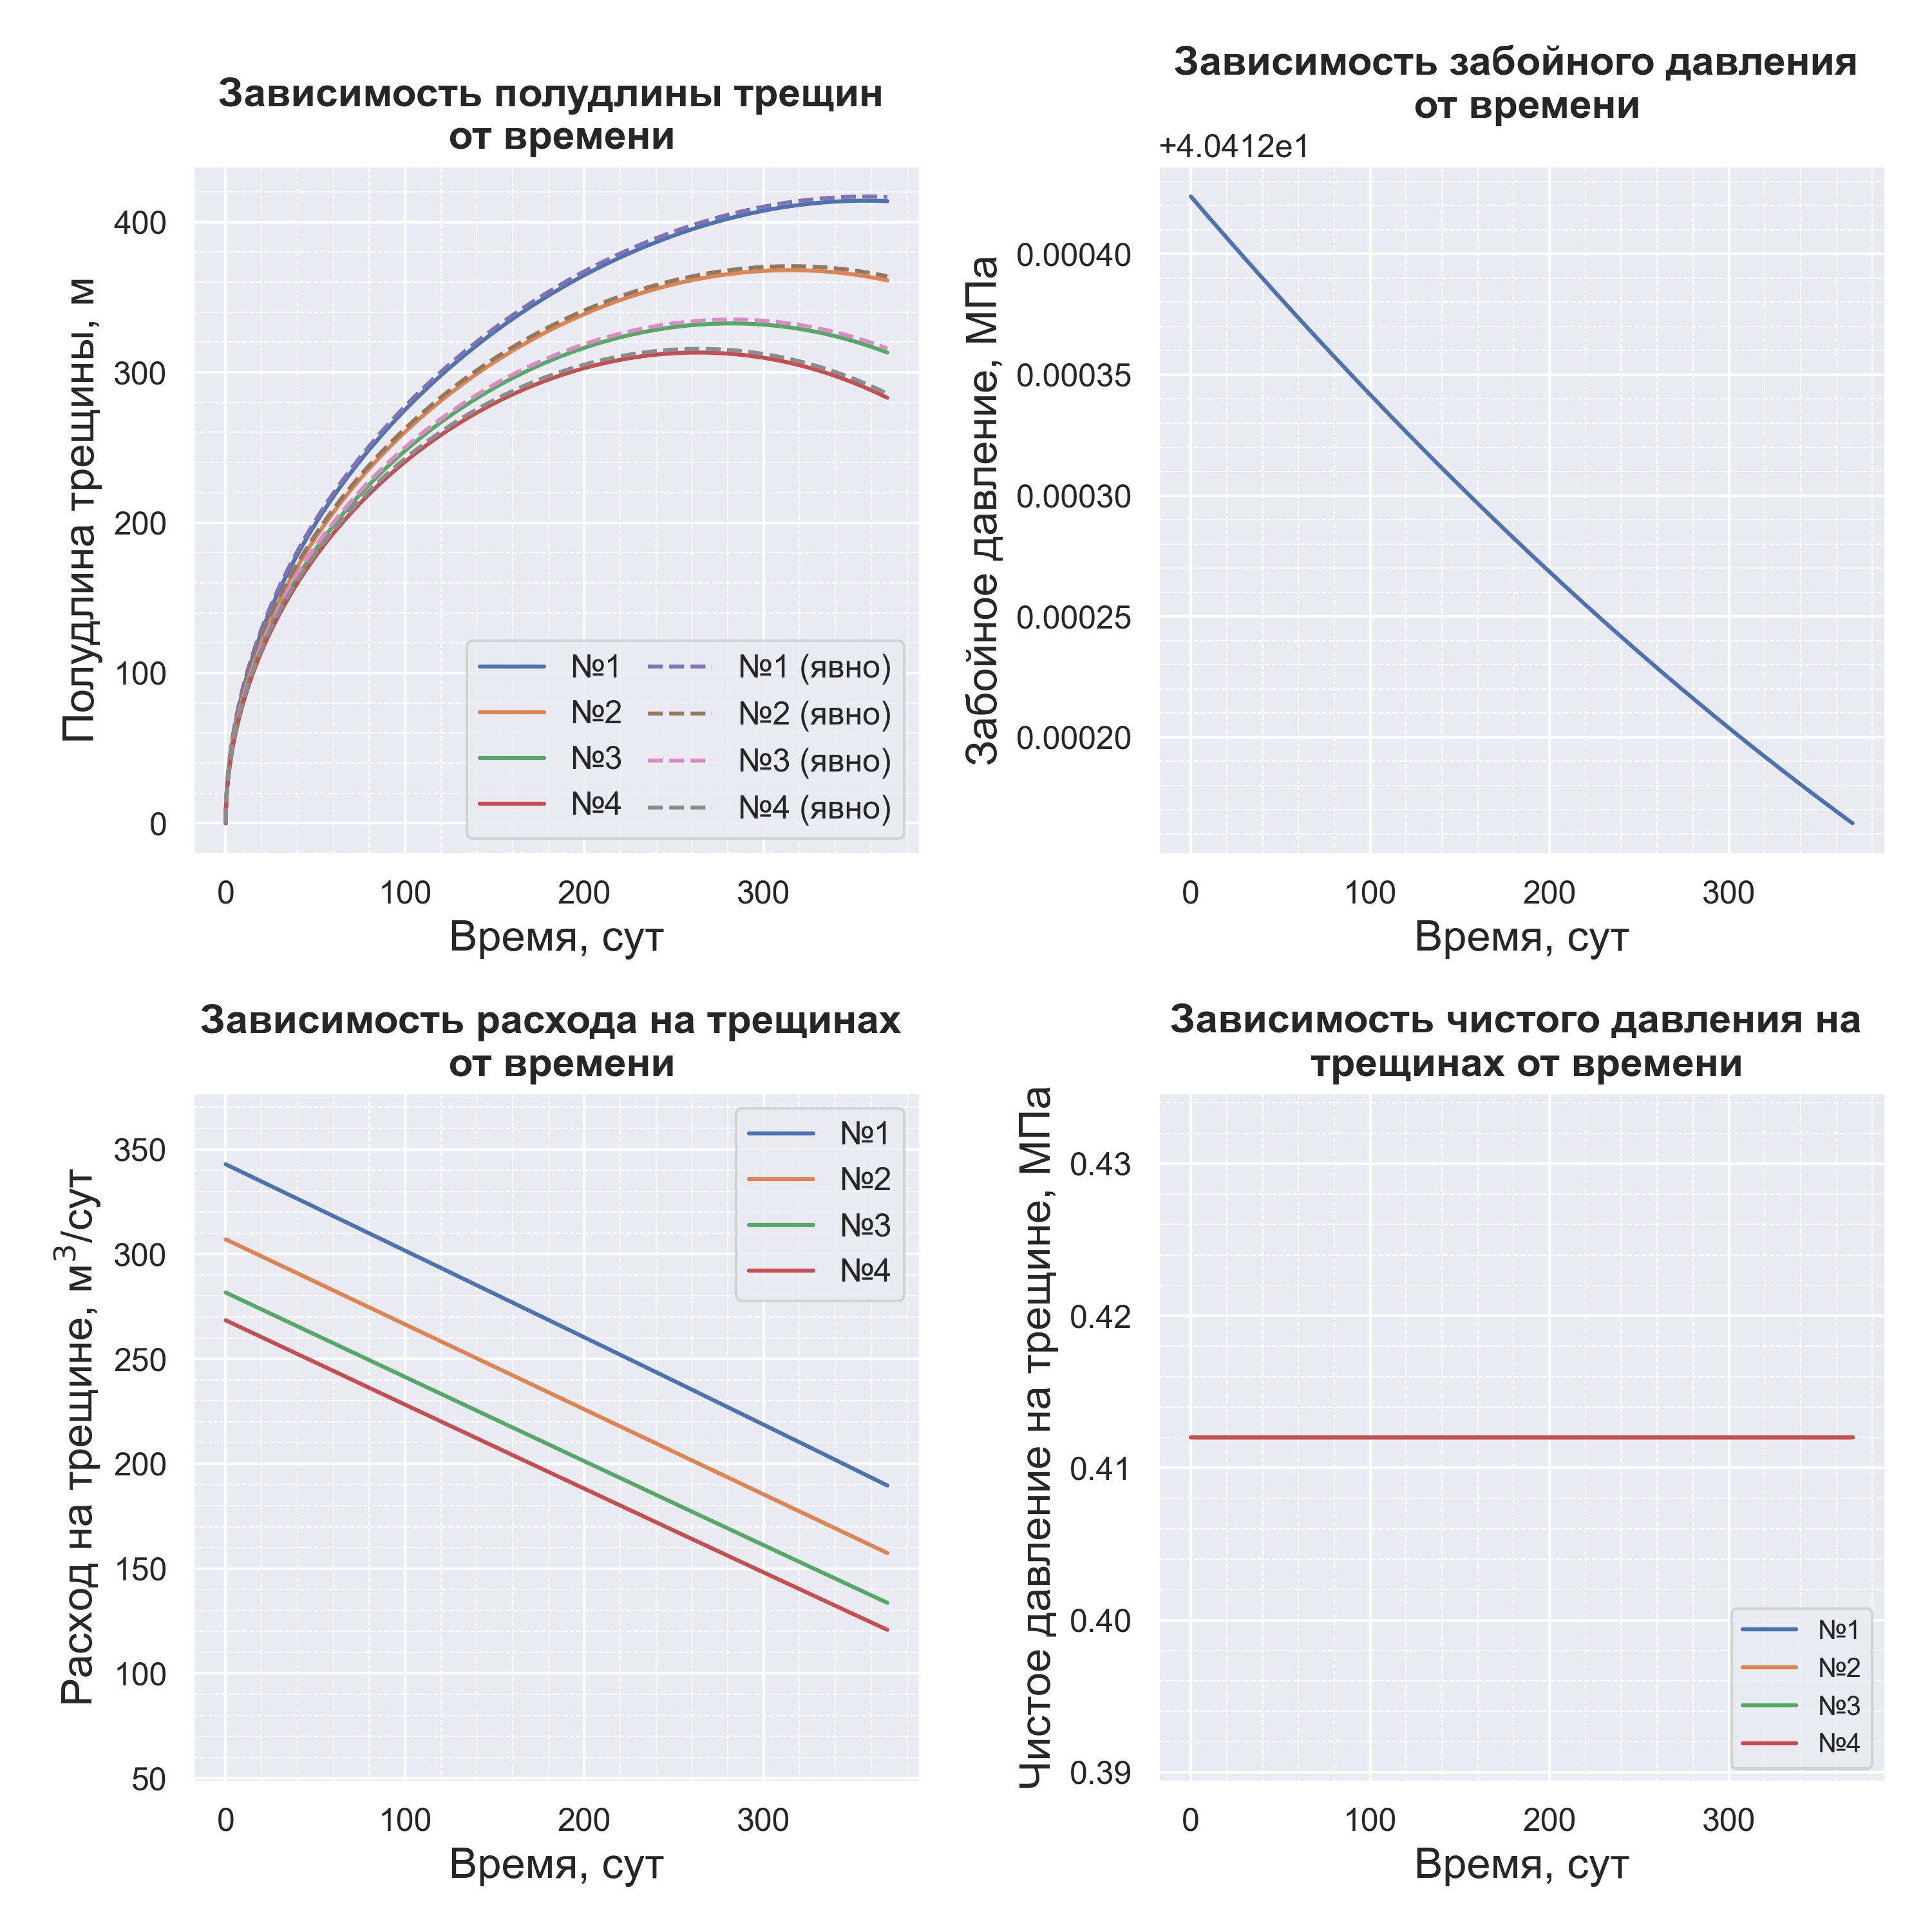 Зависимость полудлины трещин
от времени
Полудлина трещины, м
400
300
200
100
0
№1
№2
№3
№4
№1 (явно)
№2 (явно)
№3 (явно)
№4 (явно)
0 100 200 300
Время, сут
Зависимость забойного давления
от времени
+4.0412e1
Забойное давление, МПа
0.00040
0.00035
0.00030
0.00025
0.00020
0 100 200 300
Время, сут
Зависимость расхода на трещинах
от времени
Расход на трещине, м³/сут
350
300
250
200
150
100
50
№1
№2
№3
№4
0 100 200 300
Время, сут
Зависимость чистого давления на
трещинах от времени
Чистое давление на трещине, МПа
0.43
0.42
0.41
0.40
0.39
№1
№2
№3
№4
0 100 200 300
Время, сут